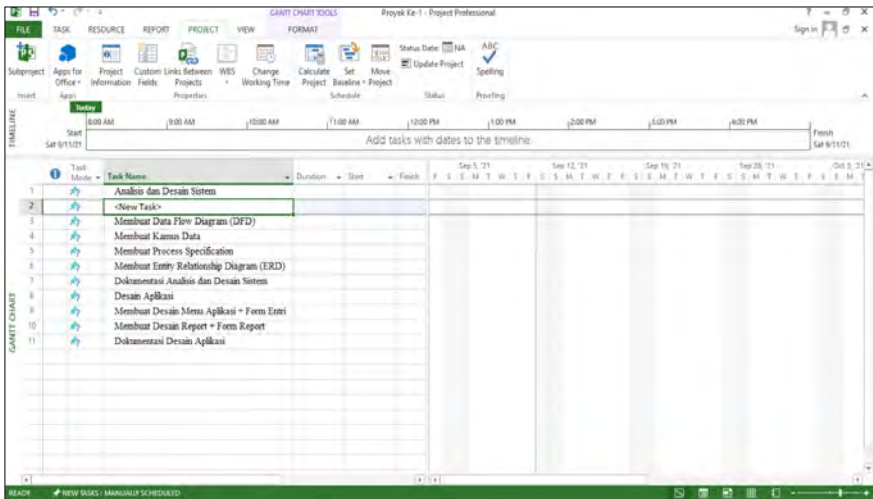 GANTT CHART TOOLS
Proyek Ke-1 - Project Professional
FILE TASK RESOURCE REPORT PROJECT VIEW FORMAT
Sign in
Subproject
Apps for Office
Project Information
Custom Fields
Links Between Projects
WBS
Change Working Time
Calculate Project
Set Baseline
Move Project
Status Date: NA
Update Project
ABC
Spelling
Insert Apps Properties Schedule Status Proofing
TIMELINE
Today
8:00 AM 9:00 AM 10:00 AM 11:00 AM 12:00 PM 1:00 PM 2:00 PM 3:00 PM 4:00 PM
Start
Sat 9/11/21
Add tasks with dates to the timeline
Finish
Sat 9/11/21
Task Mode Task Name Duration Start Finish
Sep 5, '21 Sep 12, '21 Sep 19, '21 Sep 26, '21 Oct 3, '21
F S S M T W T F S S M T W T F S S M T W T F S S M T W T F S S M T
GANTT CHART
1 Analisis dan Desain Sistem
2 <New Task>
3 Membuat Data Flow Diagram (DFD)
4 Membuat Kamus Data
5 Membuat Process Specification
6 Membuat Entity Relationship Diagram (ERD)
7 Dokumentasi Analisis dan Desain Sistem
8 Desain Aplikasi
9 Membuat Desain Menu Aplikasi + Form Entri
10 Membuat Desain Report + Form Report
11 Dokumentasi Desain Aplikasi
READY NEW TASKS : MANUALLY SCHEDULED